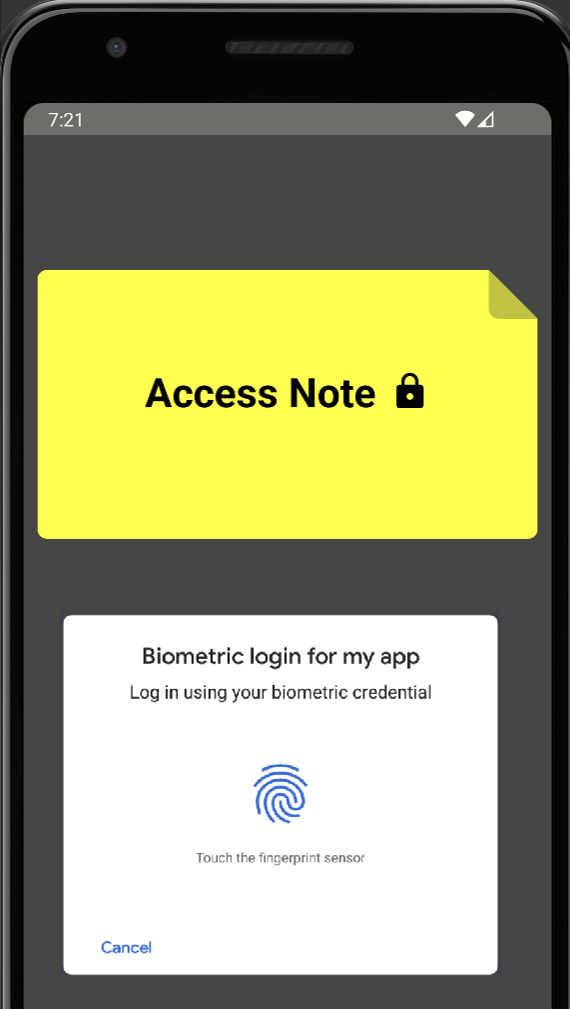 7:21
Access Note
Biometric login for my app
Log in using your biometric credential
Touch the fingerprint sensor
Cancel